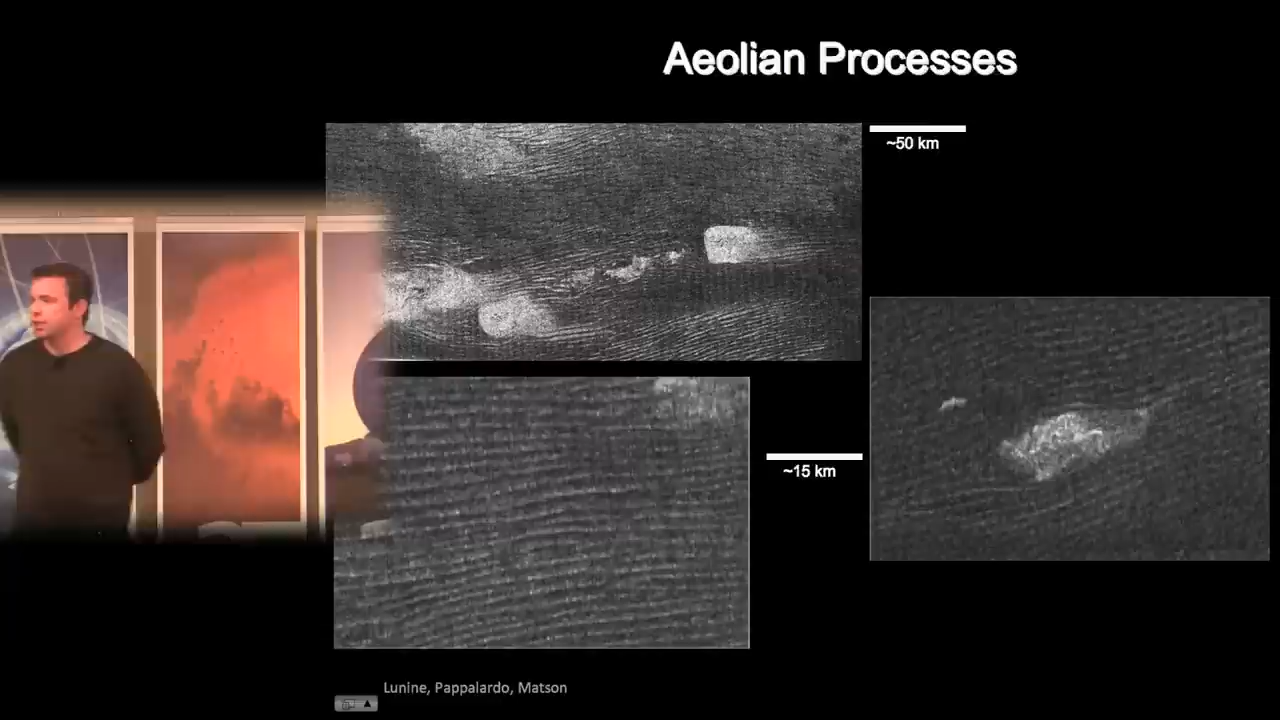 Aeolian Processes
~50 km
~15 km
Lunine, Pappalardo, Matson